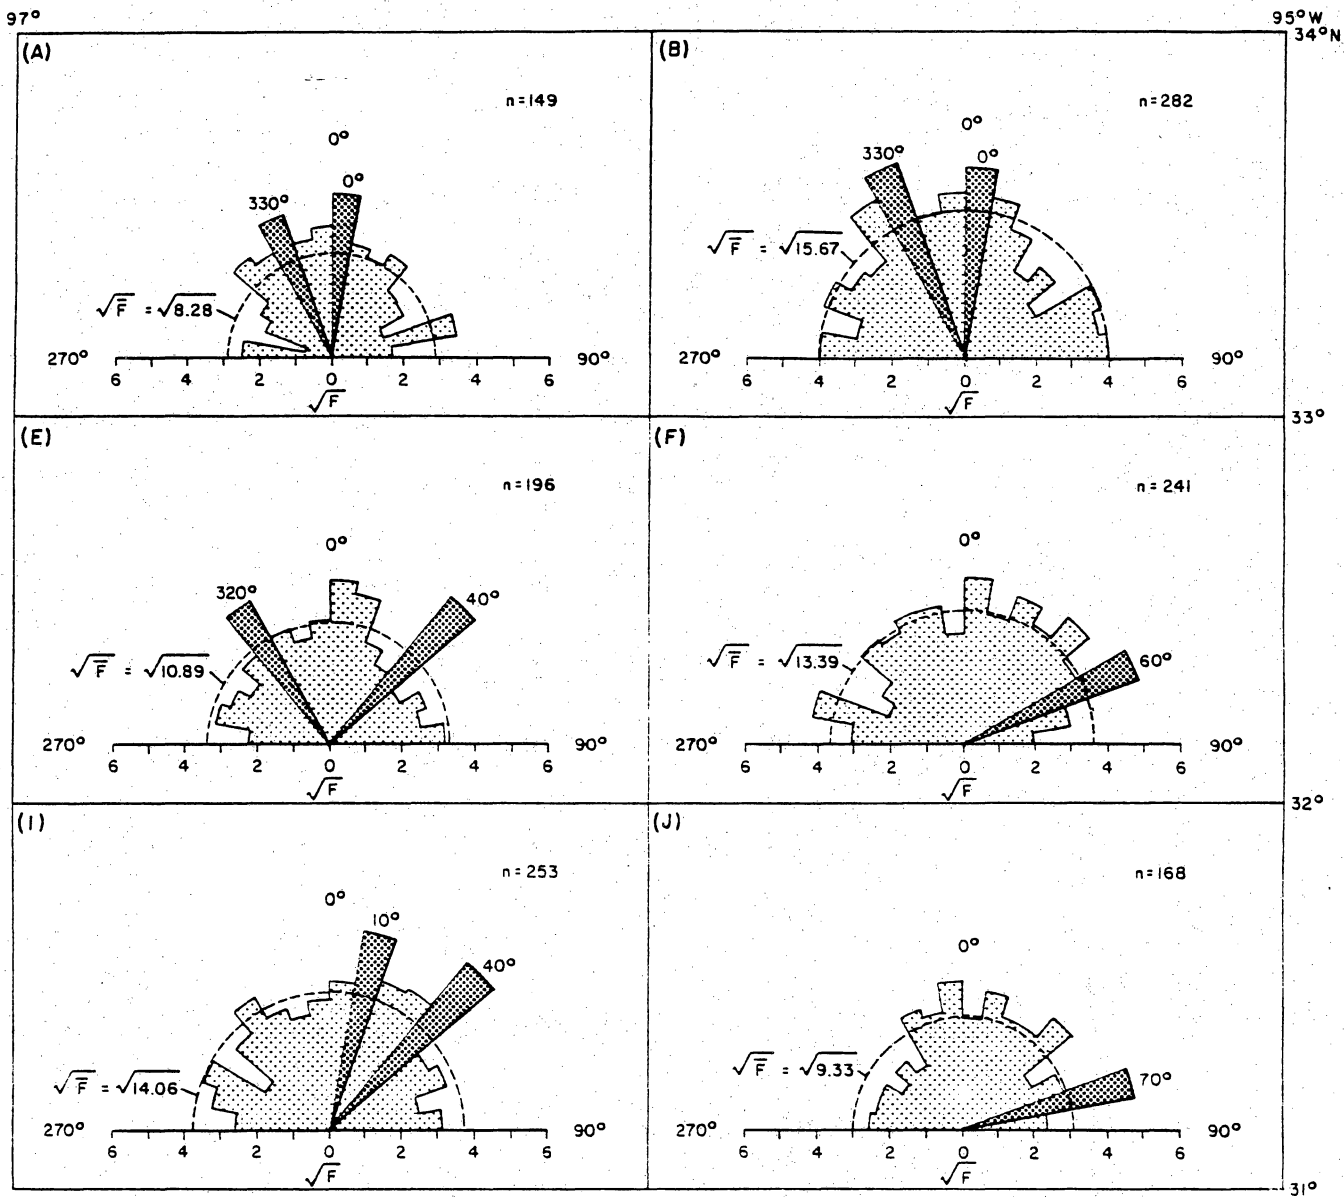 97° 95°W
34°N
(A)
n=149
0°
0°
330°
√F̅ = √8.28
270° 90°
6 4 2 0 2 4 6
√F
(B)
n=282
0°
0°
330°
√F̅ = √15.67
270° 90°
6 4 2 0 2 4 6
√F
33°
(E)
n=196
0°
320° 40°
√F̅ = √10.89
270° 90°
6 4 2 0 2 4 6
√F
(F)
n=241
0°
60°
√F̅ = √13.39
270° 90°
6 4 2 0 2 4 6
√F
32°
(I)
n=253
0°
10°
40°
√F̅ = √14.06
270° 90°
6 4 2 0 2 4 6
√F
(J)
n=168
0°
70°
√F̅ = √9.33
270° 90°
6 4 2 0 2 4 6
√F
31°